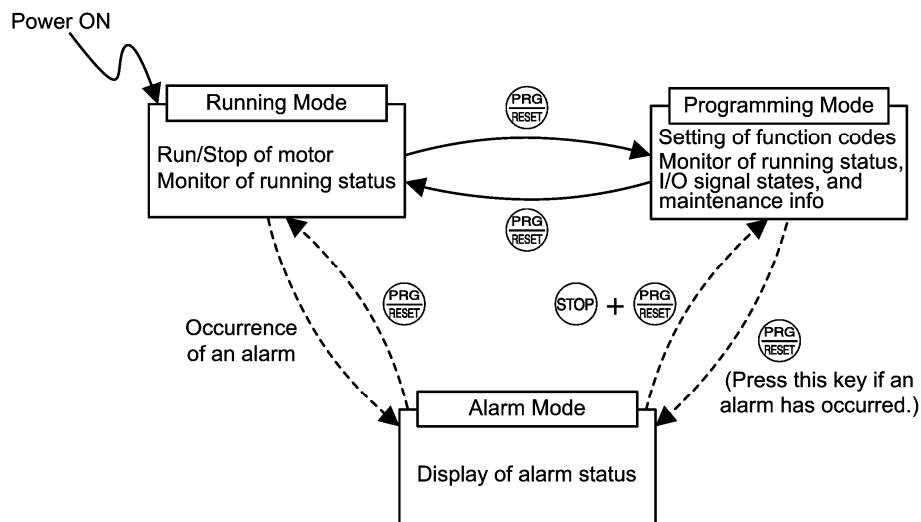 Power ON
Running Mode
Run/Stop of motor
Monitor of running status
PRG
RESET
PRG
RESET
Programming Mode
Setting of function codes
Monitor of running status,
I/O signal states, and
maintenance info
Occurrence
of an alarm
PRG
RESET
STOP + PRG
RESET
PRG
RESET
(Press this key if an
alarm has occurred.)
Alarm Mode
Display of alarm status